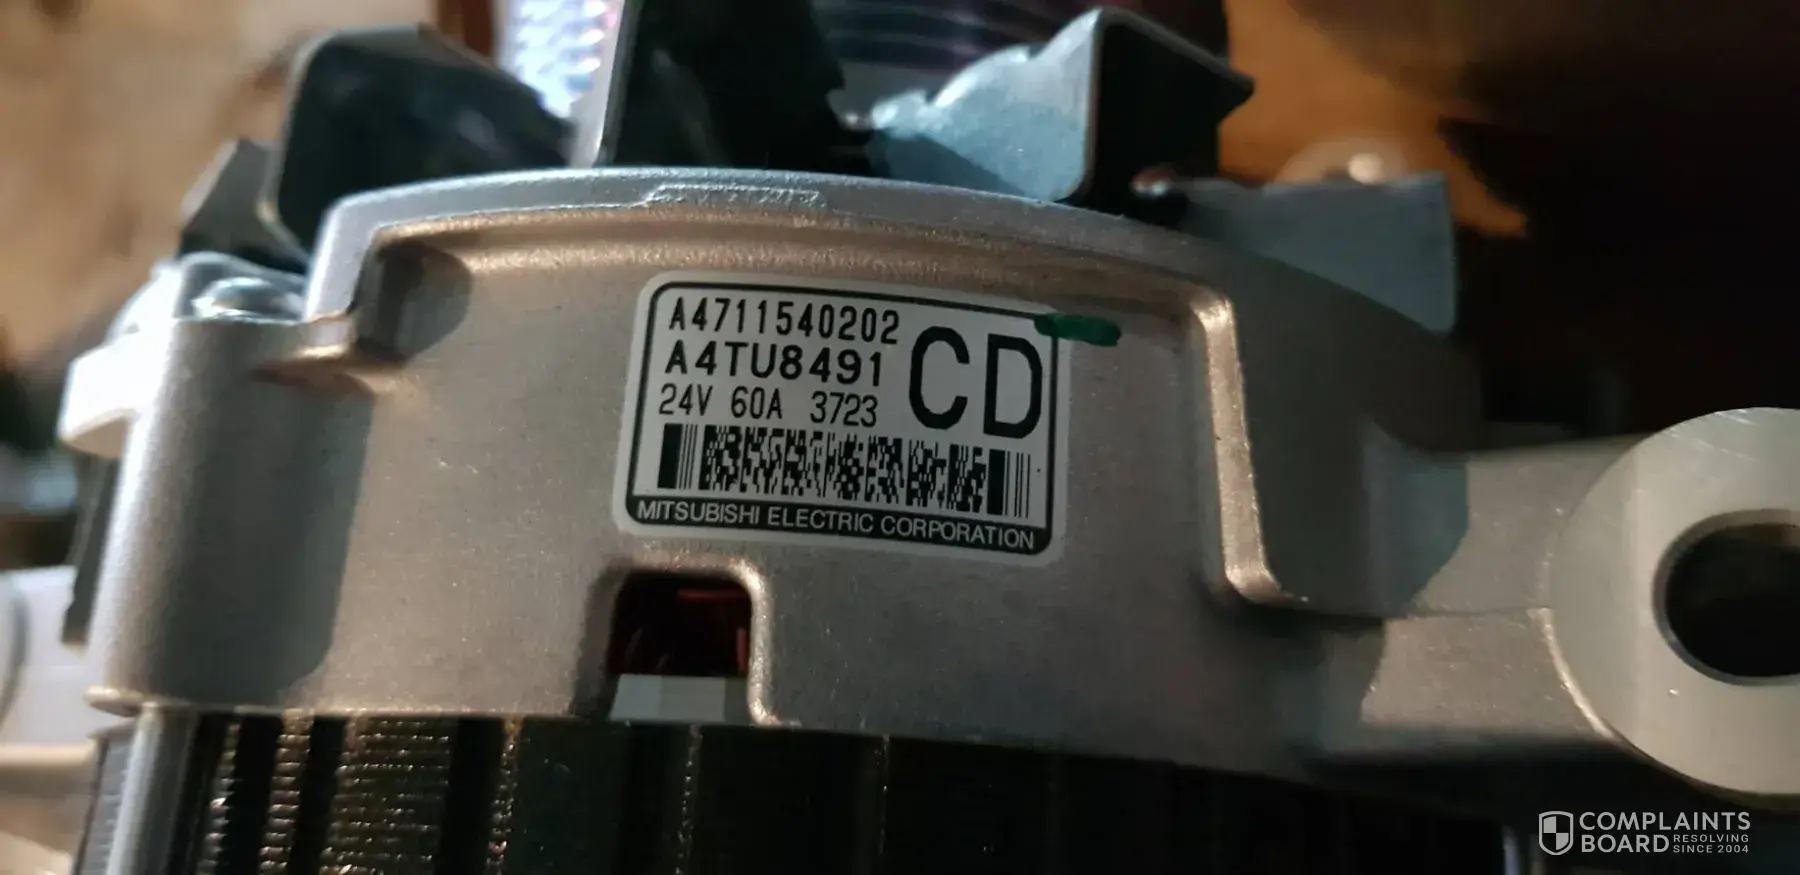 A4711540202
A4TU8491
CD
24V 60A 3723
MITSUBISHI ELECTRIC CORPORATION
COMPLAINTS
BOARD RESOLVING
SINCE 2004